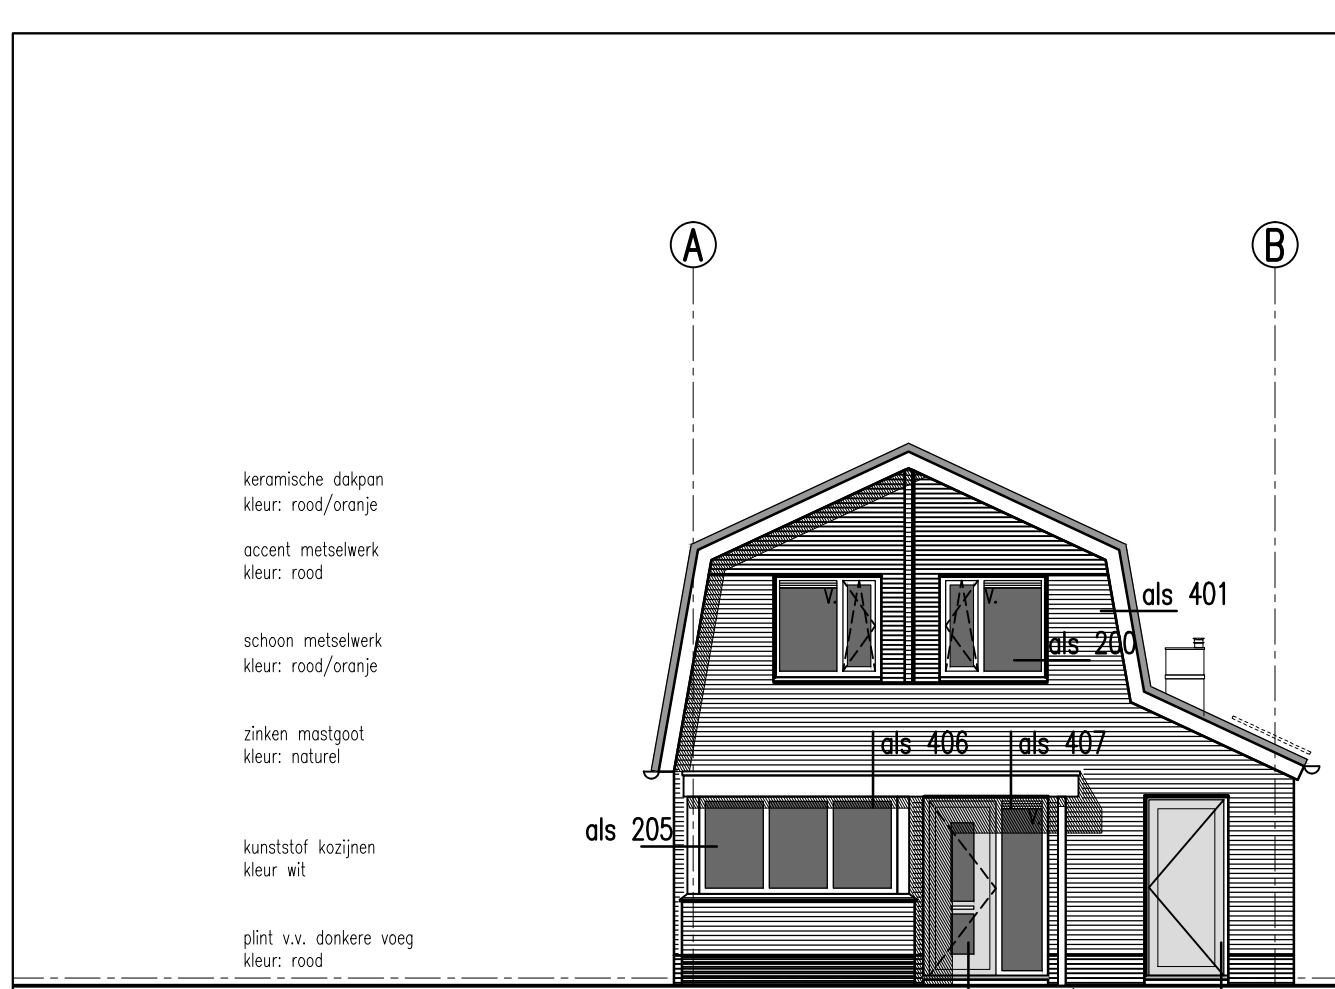 A
B
keramische dakpan
kleur: rood/oranje
accent metselwerk
kleur: rood
als 401
V.
V.
schoon metselwerk
kleur: rood/oranje
als 200
zinken mastgoot
kleur: naturel
als 406
als 407
als 205
V.
kunststof kozijnen
kleur wit
plint v.v. donkere voeg
kleur: rood